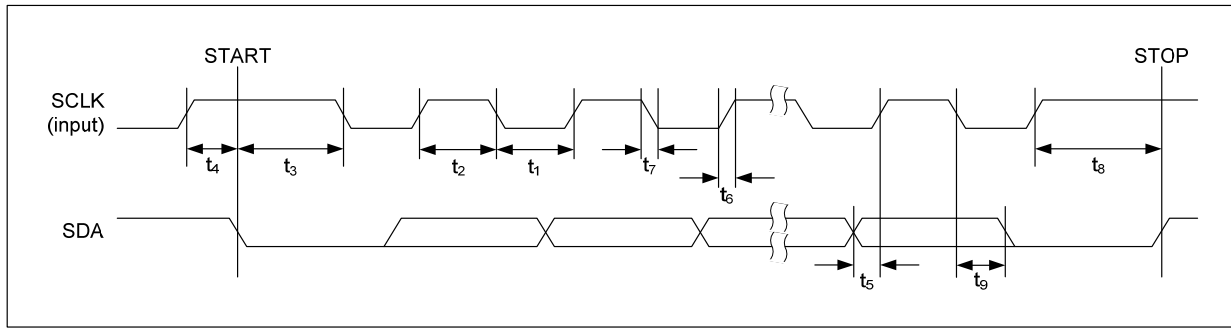 START
STOP
SCLK
(input)
t4
t3
t2
t1
t7
t6
t8
SDA
t5
t9